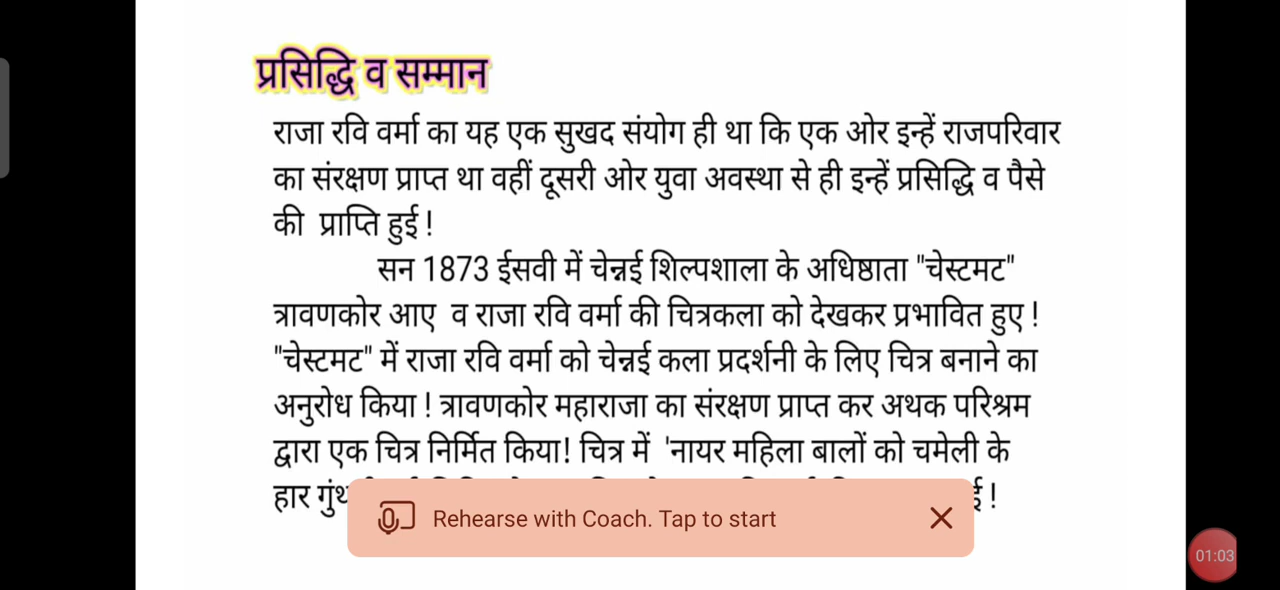 प्रसिद्धि व सम्मान
राजा रवि वर्मा का यह एक सुखद संयोग ही था कि एक ओर इन्हें राजपरिवार
का संरक्षण प्राप्त था वहीं दूसरी ओर युवा अवस्था से ही इन्हें प्रसिद्धि व पैसे
की प्राप्ति हुई !
सन 1873 ईसवी में चेन्नई शिल्पशाला के अधिष्ठाता "चेस्टमट"
त्रावणकोर आए व राजा रवि वर्मा की चित्रकला को देखकर प्रभावित हुए !
"चेस्टमट" में राजा रवि वर्मा को चेन्नई कला प्रदर्शनी के लिए चित्र बनाने का
अनुरोध किया ! त्रावणकोर महाराजा का संरक्षण प्राप्त कर अथक परिश्रम
द्वारा एक चित्र निर्मित किया! चित्र में 'नायर महिला बालों को चमेली के
हार
Rehearse with Coach. Tap to start
01:03